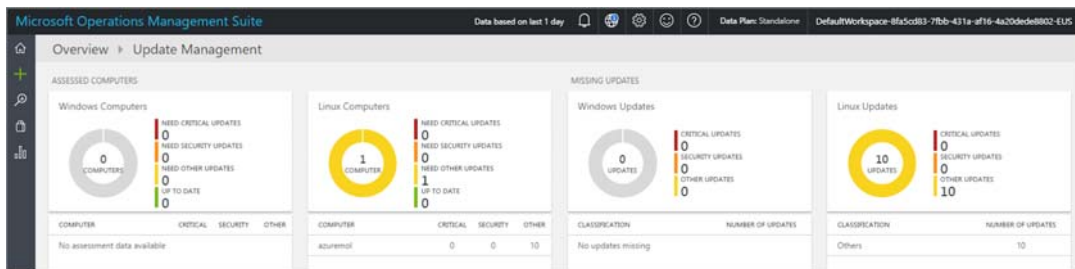 Microsoft Operations Management Suite
Data based on last 1 day
Data Plan: Standalone
DefaultWorkspace-8fa5cd83-7fbb-431a-af16-4a20dede8802-EUS
Overview ▸ Update Management
ASSESSED COMPUTERS
MISSING UPDATES
Windows Computers
0
COMPUTERS
NEED CRITICAL UPDATES
0
NEED SECURITY UPDATES
0
NEED OTHER UPDATES
0
UP TO DATE
0
COMPUTER CRITICAL SECURITY OTHER
No assessment data available
Linux Computers
1
COMPUTER
NEED CRITICAL UPDATES
0
NEED SECURITY UPDATES
0
NEED OTHER UPDATES
1
UP TO DATE
0
COMPUTER CRITICAL SECURITY OTHER
azuremol 0 0 10
Windows Updates
0
UPDATES
CRITICAL UPDATES
0
SECURITY UPDATES
0
OTHER UPDATES
0
CLASSIFICATION NUMBER OF UPDATES
No updates missing
Linux Updates
10
UPDATES
CRITICAL UPDATES
0
SECURITY UPDATES
0
OTHER UPDATES
10
CLASSIFICATION NUMBER OF UPDATES
Others 10